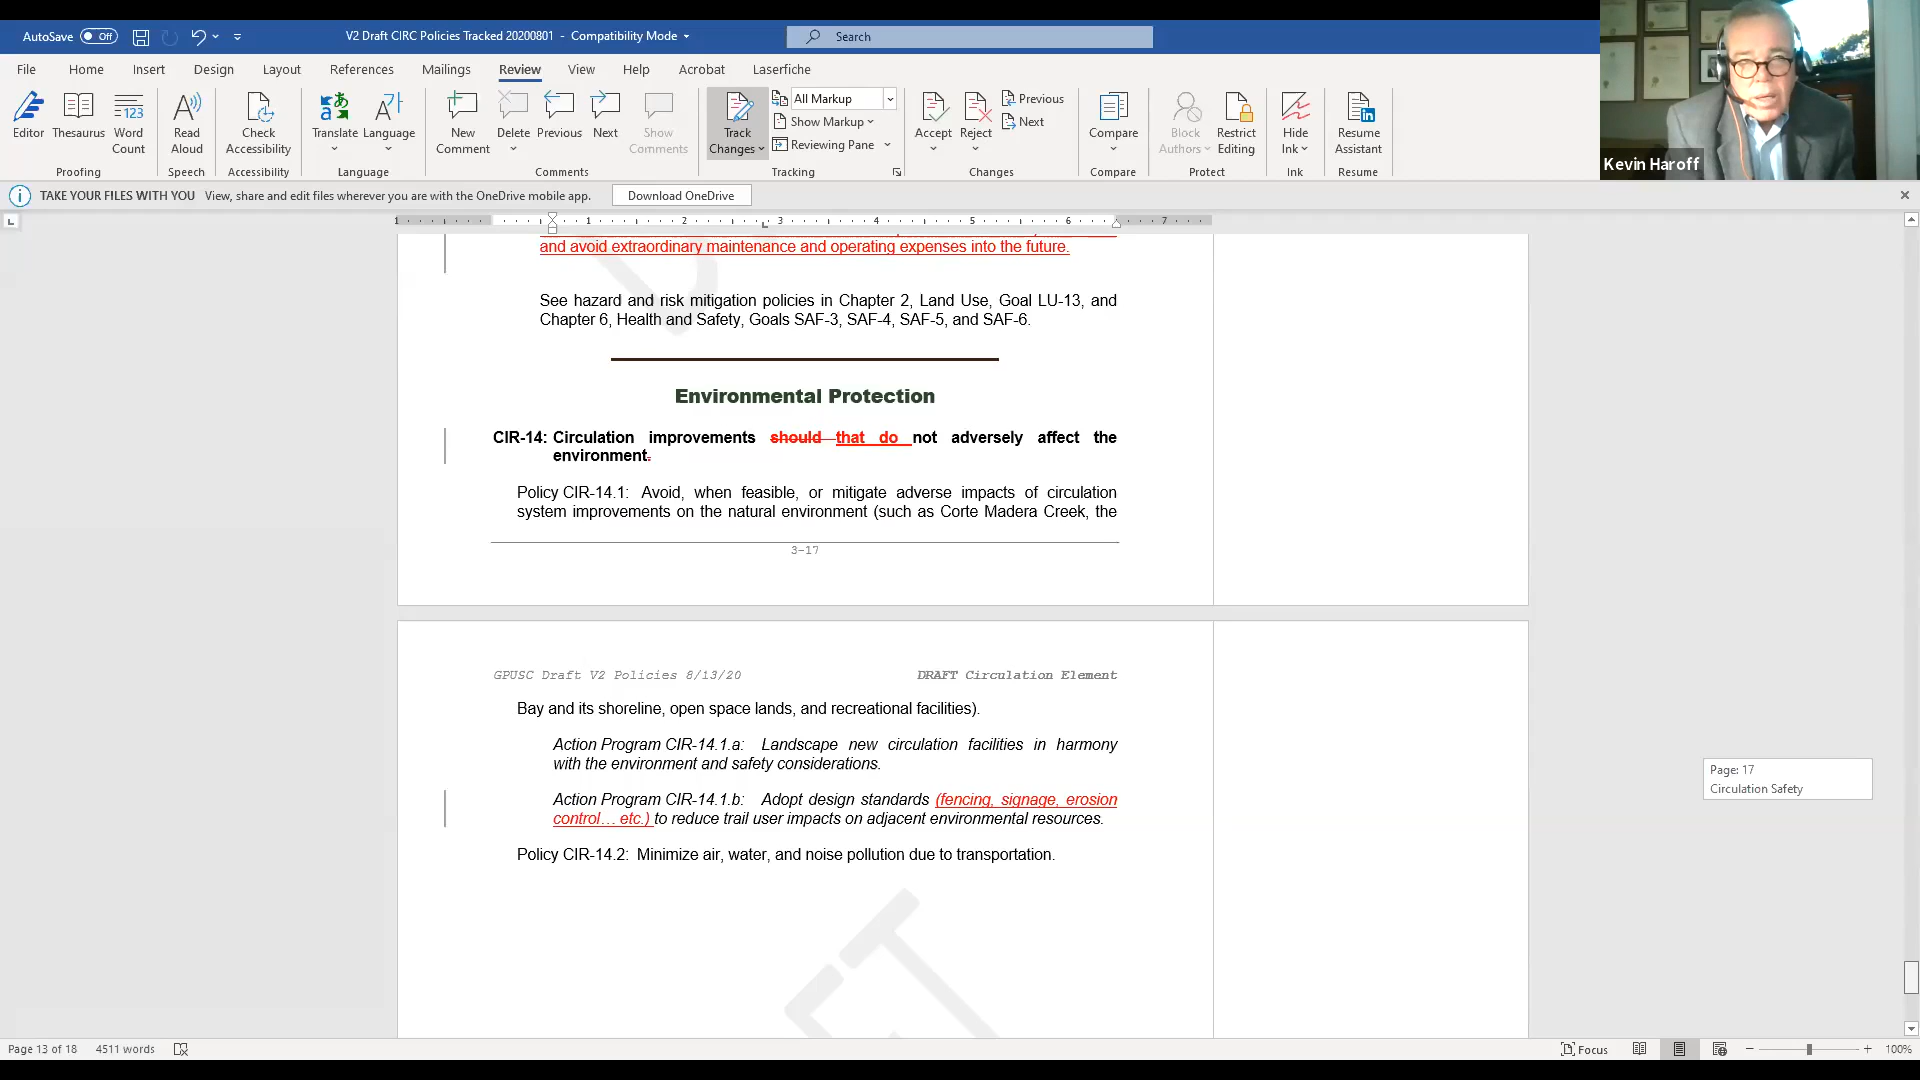 AutoSave Off
V2 Draft CIRC Policies Tracked 20200801 - Compatibility Mode
Search
File Home Insert Design Layout References Mailings Review View Help Acrobat Laserfiche
Editor
Thesaurus
Word Count
Proofing
Read Aloud
Speech
Check Accessibility
Accessibility
Translate
Language
Language
New Comment
Delete
Previous
Next
Show Comments
Comments
Track Changes
All Markup
Show Markup
Reviewing Pane
Tracking
Accept
Reject
Previous
Next
Changes
Compare
Compare
Block Authors
Restrict Editing
Protect
Hide Ink
Ink
Resume Assistant
Resume
Kevin Haroff
TAKE YOUR FILES WITH YOU View, share and edit files wherever you are with the OneDrive mobile app. Download OneDrive
1 1 2 3 4 5 6 7
and avoid extraordinary maintenance and operating expenses into the future.
See hazard and risk mitigation policies in Chapter 2, Land Use, Goal LU-13, and
Chapter 6, Health and Safety, Goals SAF-3, SAF-4, SAF-5, and SAF-6.
Environmental Protection
CIR-14: Circulation improvements should that do not adversely affect the
environment.
Policy CIR-14.1: Avoid, when feasible, or mitigate adverse impacts of circulation
system improvements on the natural environment (such as Corte Madera Creek, the
3-17
GPUSC Draft V2 Policies 8/13/20 DRAFT Circulation Element
Bay and its shoreline, open space lands, and recreational facilities).
Action Program CIR-14.1.a: Landscape new circulation facilities in harmony
with the environment and safety considerations.
Action Program CIR-14.1.b: Adopt design standards (fencing, signage, erosion
control… etc.) to reduce trail user impacts on adjacent environmental resources.
Policy CIR-14.2: Minimize air, water, and noise pollution due to transportation.
Page: 17
Circulation Safety
Page 13 of 18 4511 words
Focus
100%